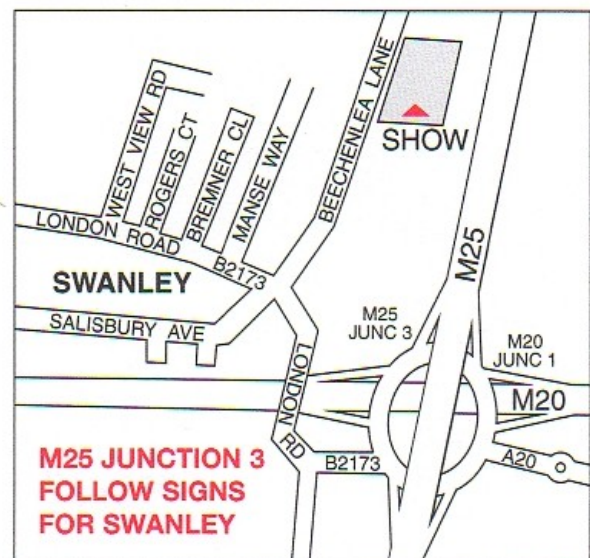 WEST VIEW RD
ROGERS CT
BREMNER CL
MANSE WAY
BEECHENLEA LANE
SHOW
LONDON ROAD
B2173
SWANLEY
SALISBURY AVE
M25
M25
JUNC 3
M20
JUNC 1
LONDON RD
M20
B2173
A20
M25 JUNCTION 3
FOLLOW SIGNS
FOR SWANLEY